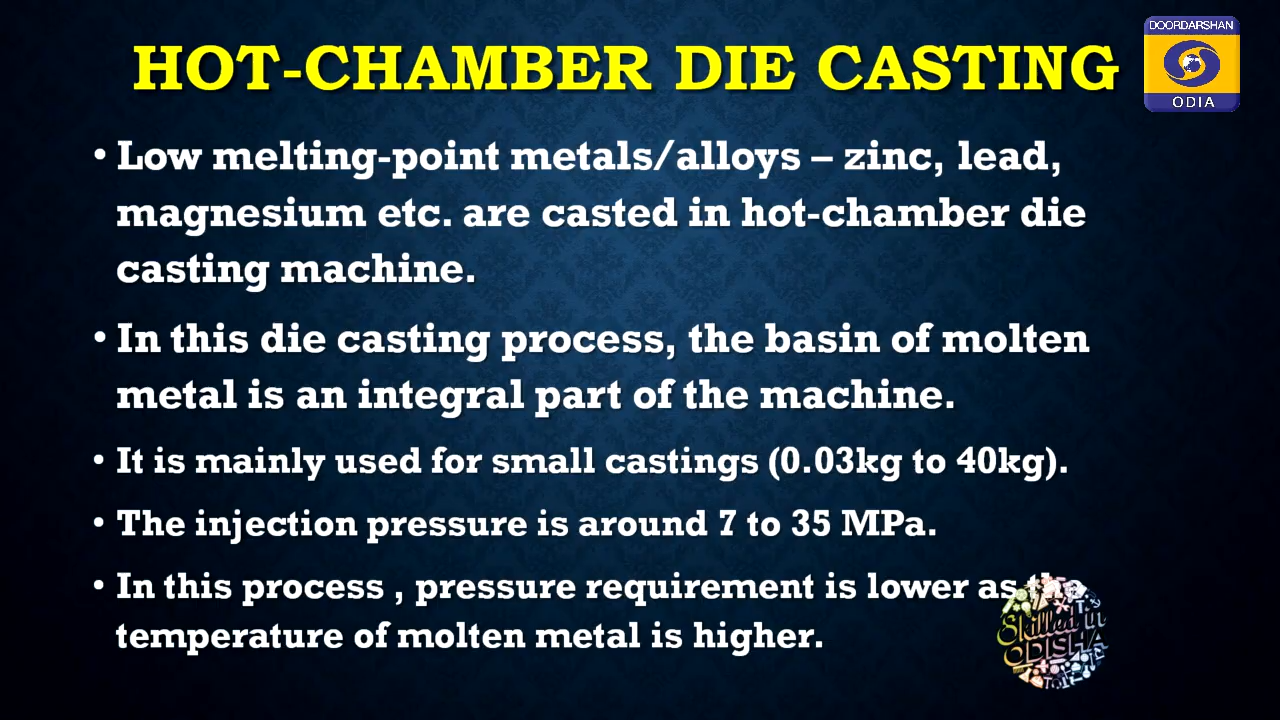 HOT-CHAMBER DIE CASTING
DOORDARSHAN
ODIA
• Low melting-point metals/alloys – zinc, lead,
magnesium etc. are casted in hot-chamber die
casting machine.
• In this die casting process, the basin of molten
metal is an integral part of the machine.
• It is mainly used for small castings (0.03kg to 40kg).
• The injection pressure is around 7 to 35 MPa.
• In this process , pressure requirement is lower as the
temperature of molten metal is higher.
Skilled in
ODISHA